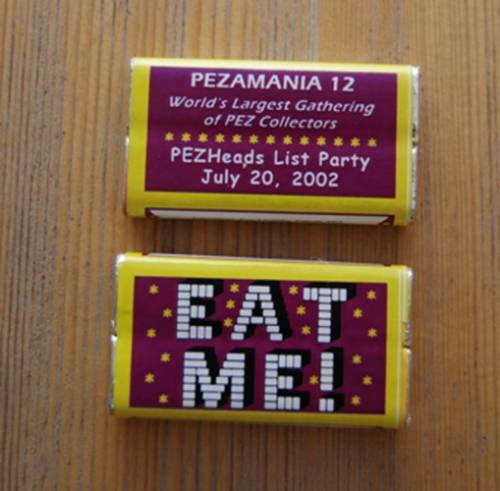 PEZAMANIA 12
World's Largest Gathering
of PEZ Collectors
PEZHeads List Party
July 20, 2002
EAT
ME!